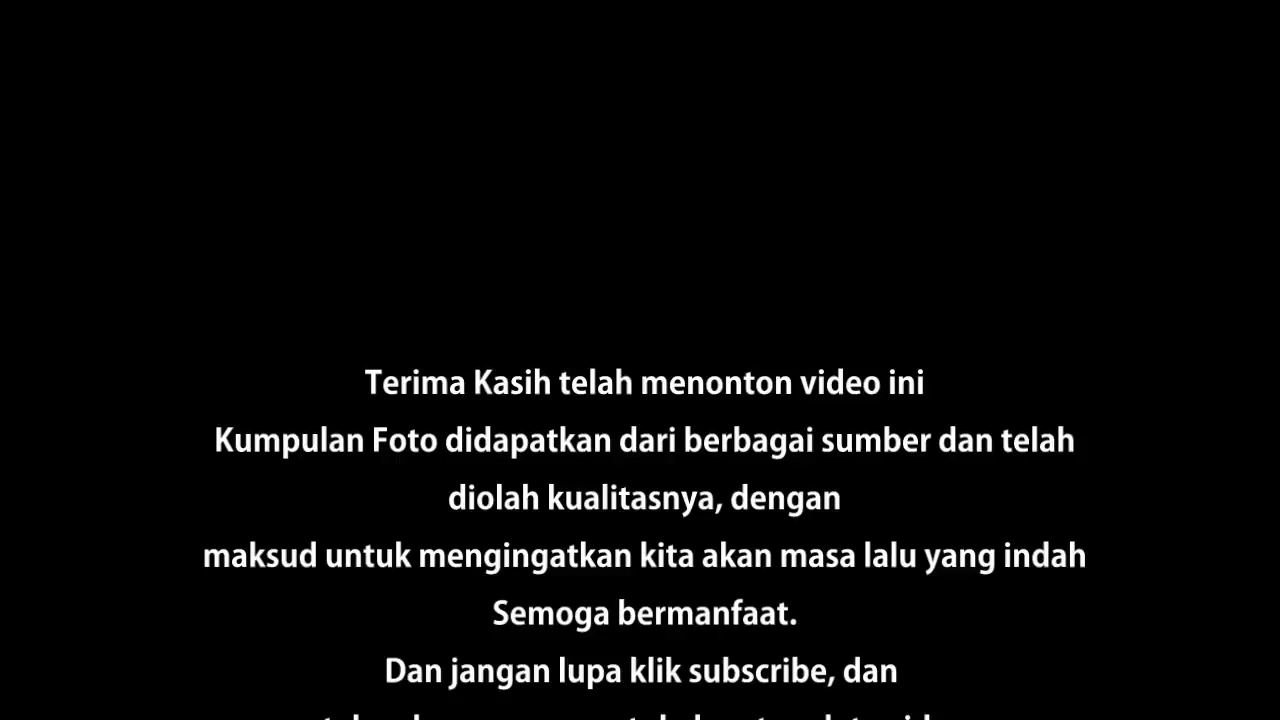 Terima Kasih telah menonton video ini
Kumpulan Foto didapatkan dari berbagai sumber dan telah
diolah kualitasnya, dengan
maksud untuk mengingatkan kita akan masa lalu yang indah
Semoga bermanfaat.
Dan jangan lupa klik subscribe, dan